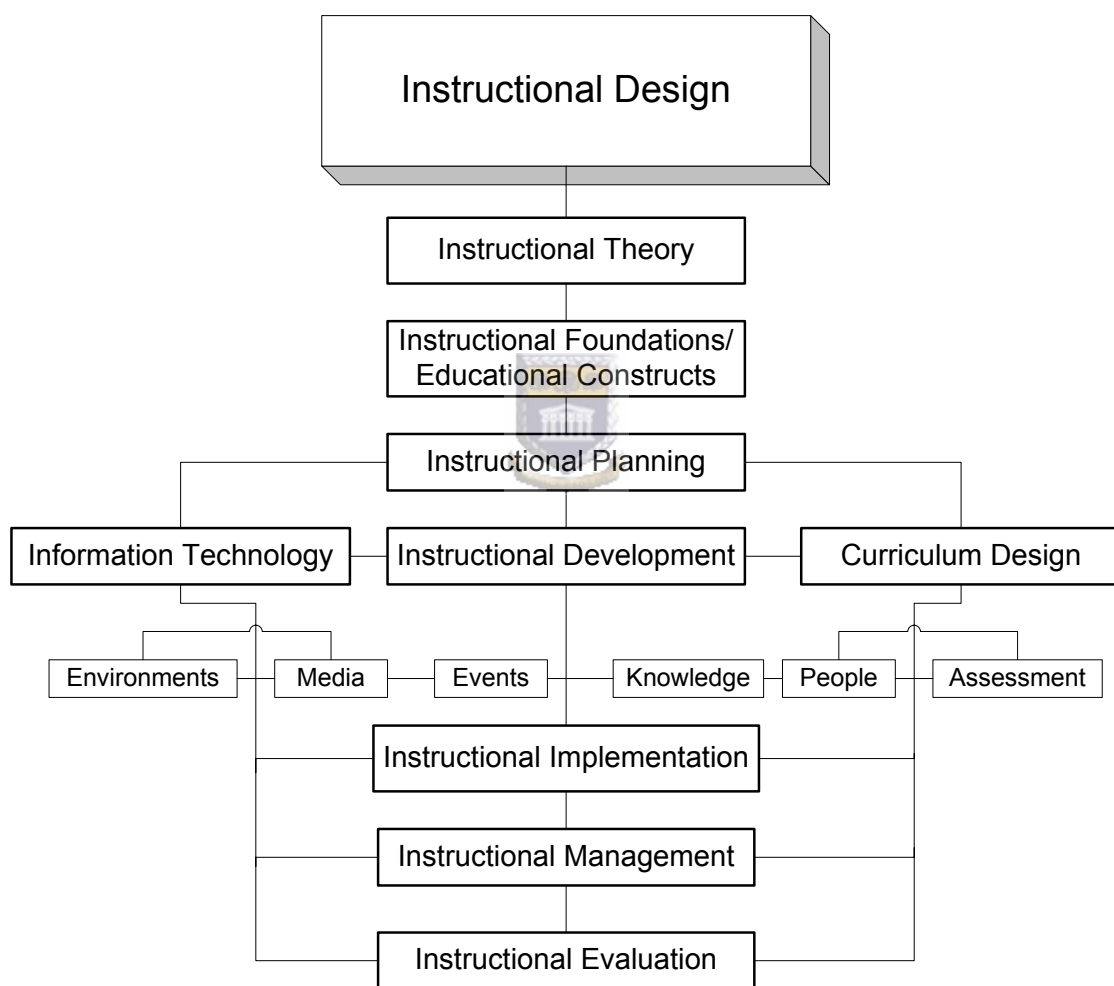 Instructional Design
Instructional Theory
Instructional Foundations/
Educational Constructs
Instructional Planning
Information Technology
Instructional Development
Curriculum Design
Environments
Media
Events
Knowledge
People
Assessment
Instructional Implementation
Instructional Management
Instructional Evaluation